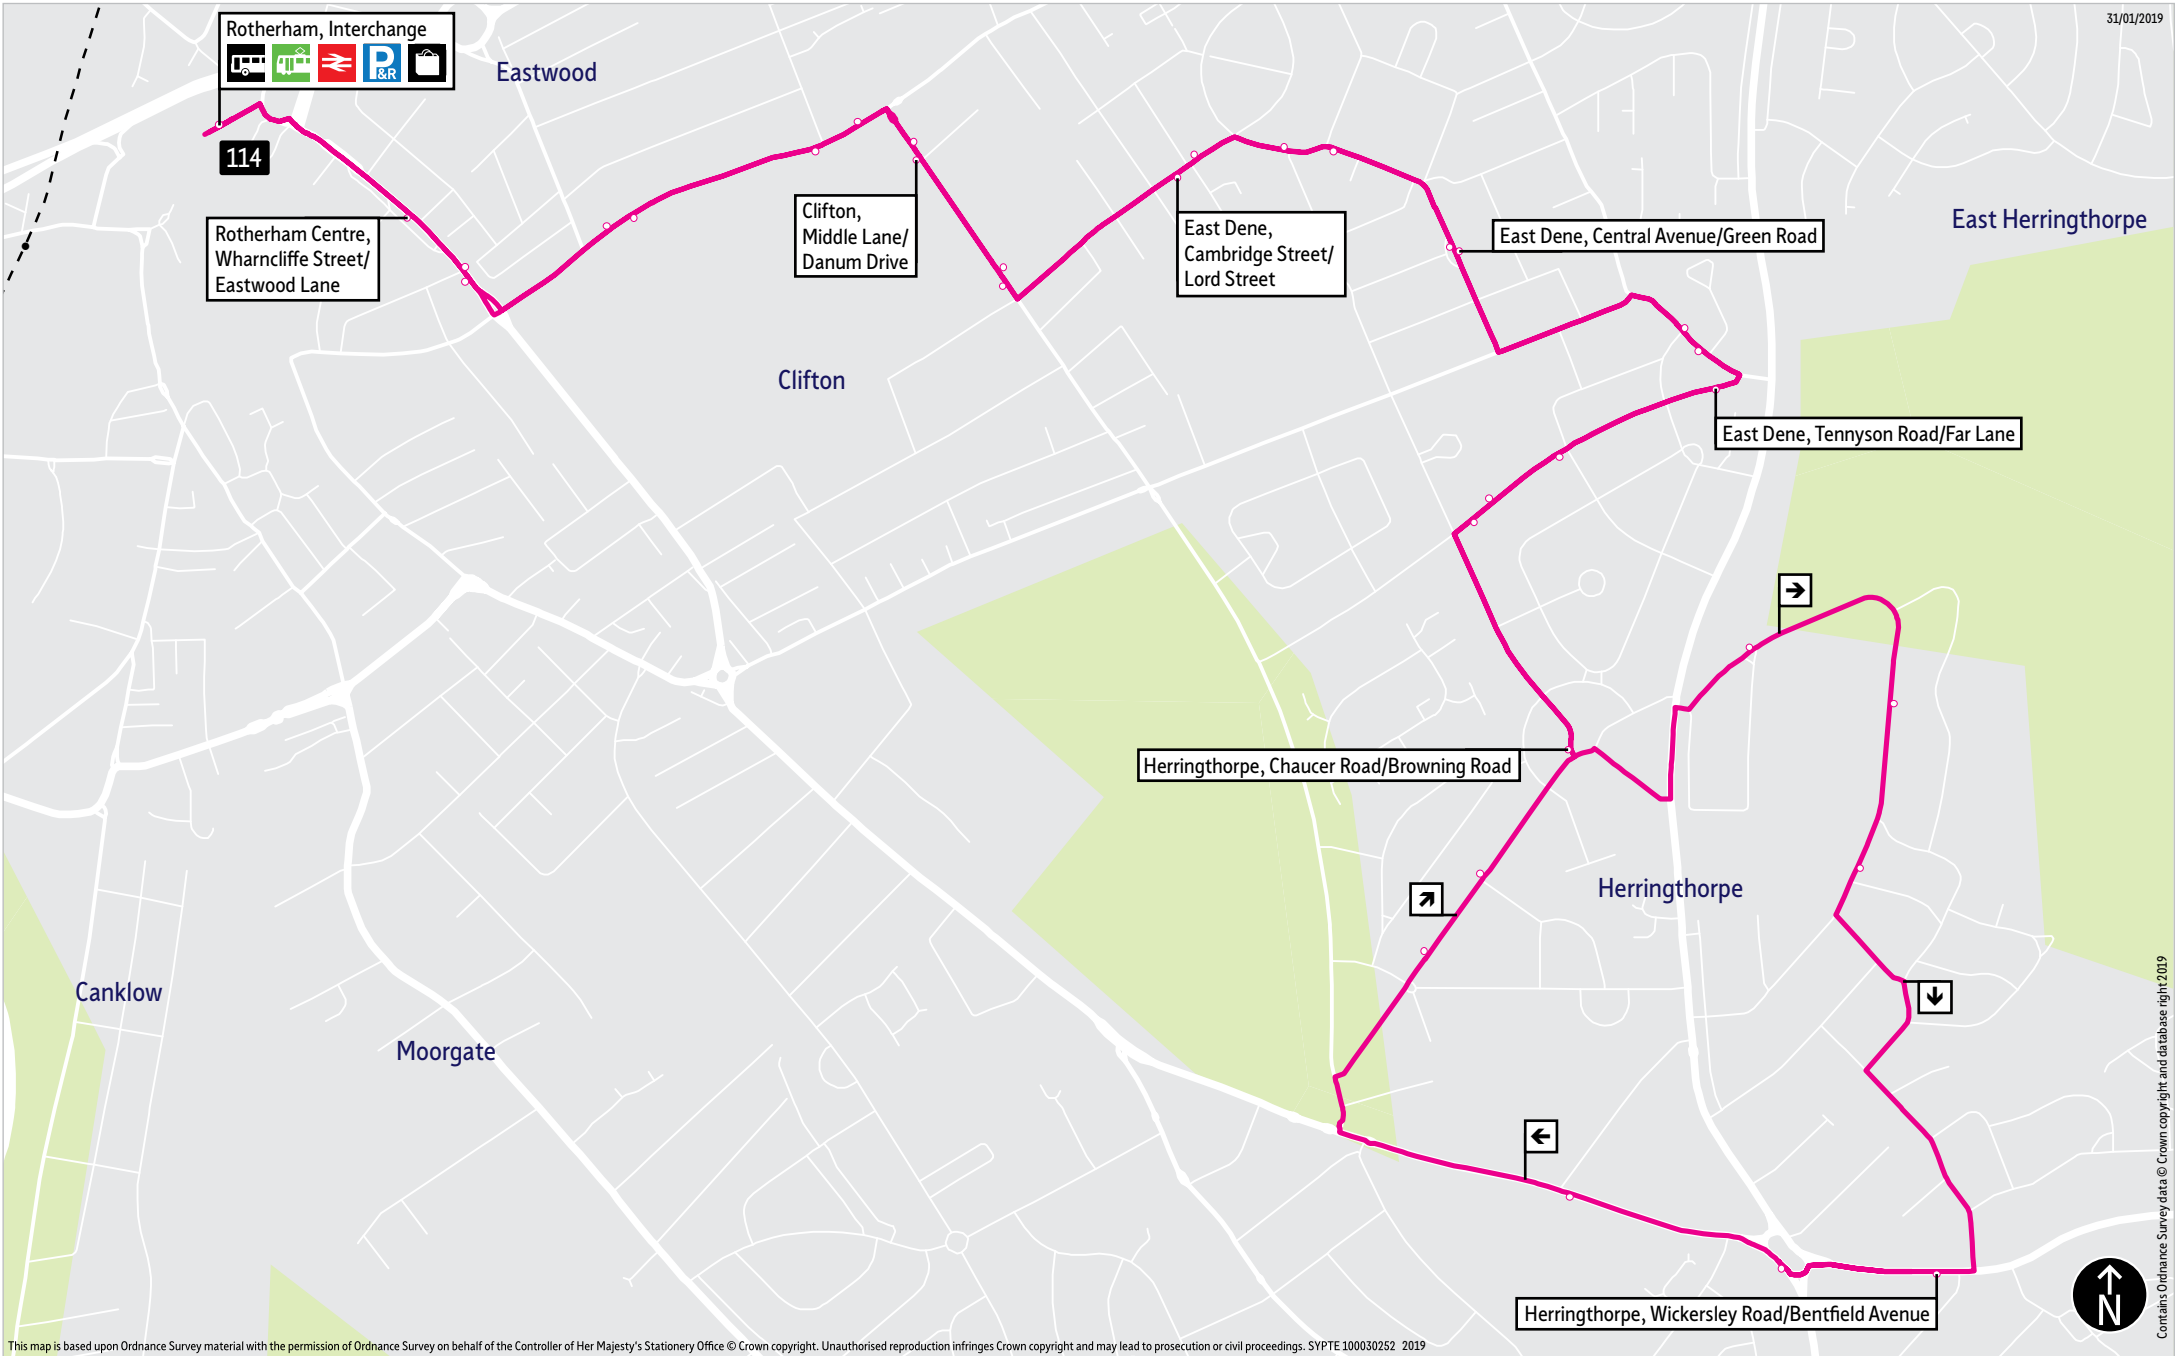 31/01/2019
Rotherham, Interchange
P
&R
Eastwood
114
Rotherham Centre,
Wharncliffe Street/
Eastwood Lane
Clifton,
Middle Lane/
Danum Drive
East Dene,
Cambridge Street/
Lord Street
East Dene, Central Avenue/Green Road
East Herringthorpe
Clifton
East Dene, Tennyson Road/Far Lane
Herringthorpe, Chaucer Road/Browning Road
Herringthorpe
Canklow
Moorgate
Herringthorpe, Wickersley Road/Bentfield Avenue
N
Contains Ordnance Survey data © Crown copyright and database right 2019
This map is based upon Ordnance Survey material with the permission of Ordnance Survey on behalf of the Controller of Her Majesty's Stationery Office © Crown copyright. Unauthorised reproduction infringes Crown copyright and may lead to prosecution or civil proceedings. SYPTE 100030252 2019